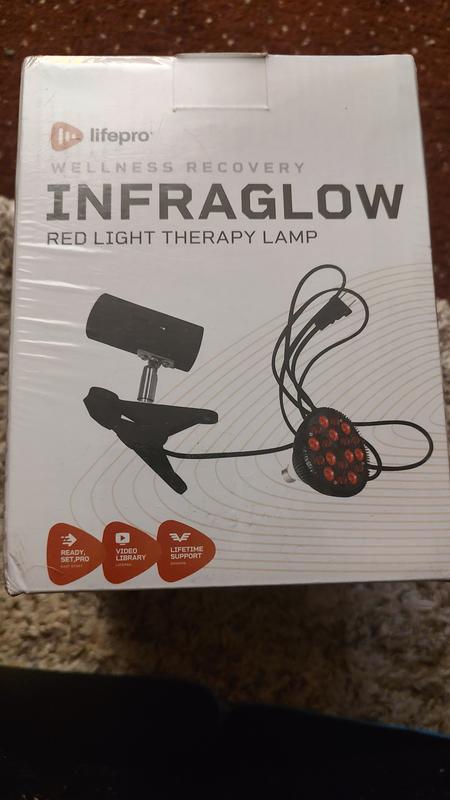 lifepro
WELLNESS RECOVERY
INFRAGLOW
RED LIGHT THERAPY LAMP
READY,
SET,PRO
VIDEO
LIBRARY
LIFETIME
SUPPORT